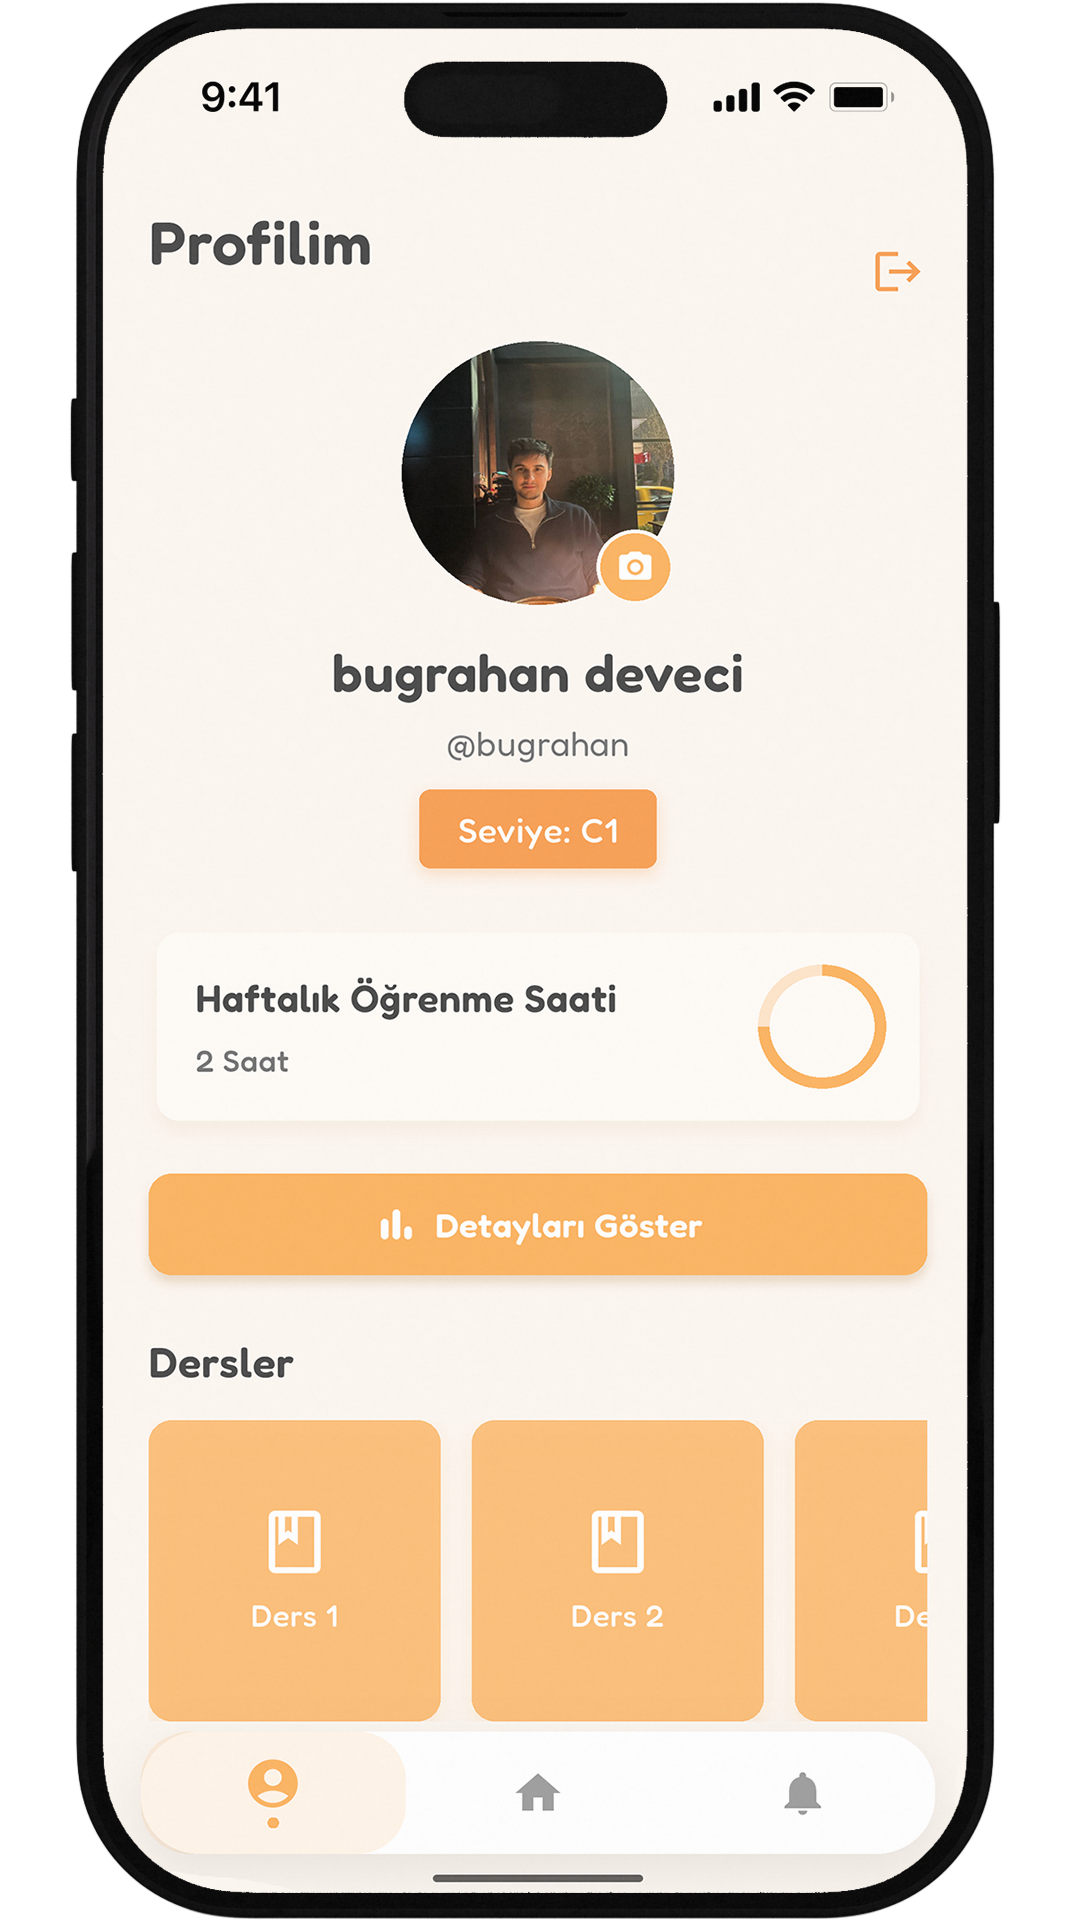 9:41
Profilim
bugrahan deveci
@bugrahan
Seviye: C1
Haftalık Öğrenme Saati
2 Saat
Detayları Göster
Dersler
Ders 1
Ders 2
De